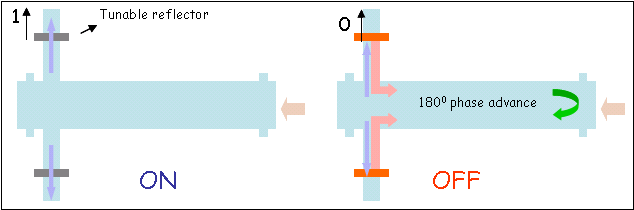 1
Tunable reflector
ON
0
180⁰ phase advance
OFF